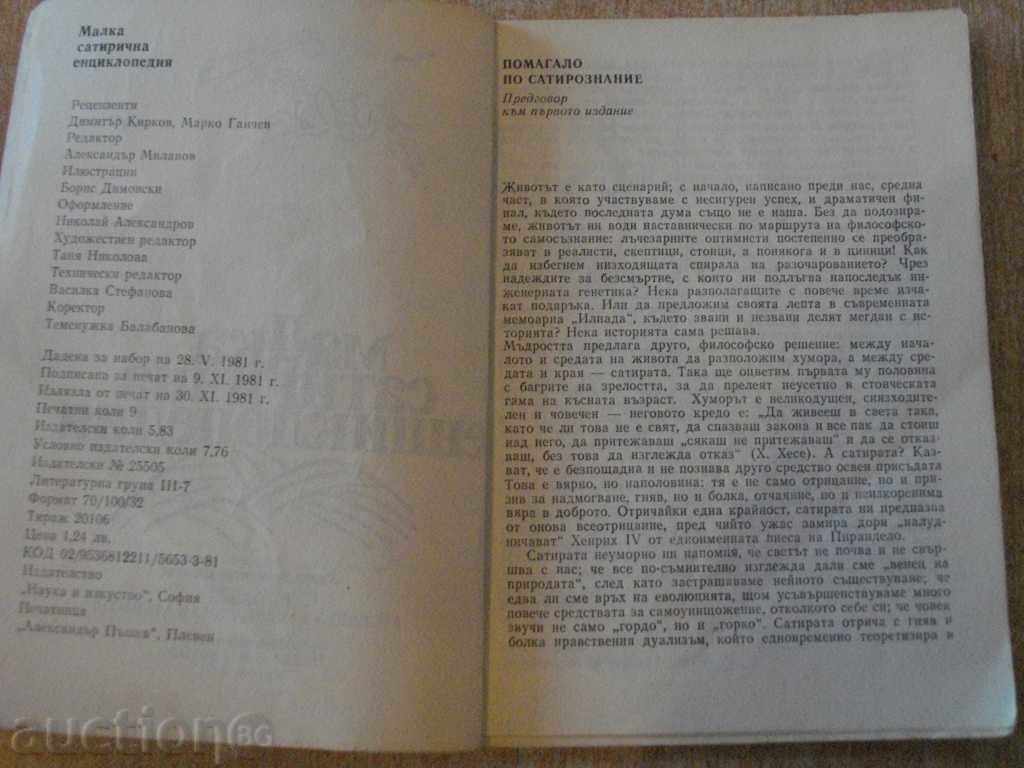 Малка
сатирична
енциклопедия
Рецензенти
Димитър Кирков, Марко Ганчев
Редактор
Александър Миланов
Илюстрации
Борис Димовски
Оформление
Николай Александров
Художествен редактор
Таня Николова
Технически редактор
Василка Стефанова
Коректор
Теменужка Балабанова
Дадена за набор на 28. V. 1981 г.
Подписана за печат на 9. XI. 1981 г.
Излязла от печат на 30. XI. 1981 г.
Печатни коли 9
Издателски коли 5,83
Условно издателски коли 7,76
Издателски № 25505
Литературна група III-7
Формат 70/100/32
Тираж 20106
Цена 1,24 лв.
КОД 02/9536812211/5653-3-81
Издателство
„Наука и изкуство“, София
Печатница
„Александър Пъшев“, Плевен
ПОМАГАЛО
ПО САТИРОЗНАНИЕ
Предговор
към първото издание
Животът е като сценарий; с начало, написано преди нас, средна
част, в която участвуваме с несигурен успех, и драматичен фи-
нал, където последната дума също не е наша. Без да подозира-
ме, животът ни води наставнически по маршрута на философско-
то самосъзнание: лъчезарните оптимисти постепенно се преобра-
зяват в реалисти, скептици, стоици, а понякога и в циници! Как
да избегнем низходящата спирала на разочарованието? Чрез
надеждите за безсмъртие, с които ни подлъгва напоследък ин-
женерната генетика? Нека разполагащите с повече време изча-
кат подаръка. Или да предложим своята лепта в съвременната
мемоарна „Илиада“, където звани и незвани делят мегдан с ис-
торията? Нека историята сама решава.
Мъдростта предлага друго, философско решение: между нача-
лото и средата на живота да разположим хумора, а между сре-
дата и края — сатирата. Така ще оцветим първата му половина
с багрите на зрелостта, за да прелеят неусетно в стоическата
гама на късната възраст. Хуморът е великодушен, снизходите-
лен и човечен — неговото кредо е: „Да живееш в света така,
като че ли това не е свят, да спазваш закона и все пак да стоиш
над него, да притежаваш „сякаш не притежаваш“ и да се отказ-
ваш, без това да изглежда отказ“ (Х. Хесе). А сатирата? Каз-
ват, че е безпощадна и не познава друго средство освен присъдата
Това е вярно, но наполовина: тя е не само отрицание, но и при-
зив за надмогване, гняв, но и болка, отчаяние, но и неизкоренима
вяра в доброто. Отричайки една крайност, сатирата ни предпазва
от онова всеотрицание, пред чийто ужас замира дори „налуд-
ничават“ Хенрих IV от едноименната пиеса на Пирандело.
Сатирата неуморно ни напомня, че светът не почва и не свър-
шва с нас; че все по-съмнително изглежда дали сме „венец на
природата“, след като застрашаваме нейното съществуване; че
едва ли сме връх на еволюцията, щом усъвършенствуваме много
повече средствата за самоунищожение, отколкото себе си; че човек
звучи не само „гордо“, но и „горко“. Сатирата отрича с гняв и
болка нравствения дуализъм, който едновременно теоретизира и
auction.BG